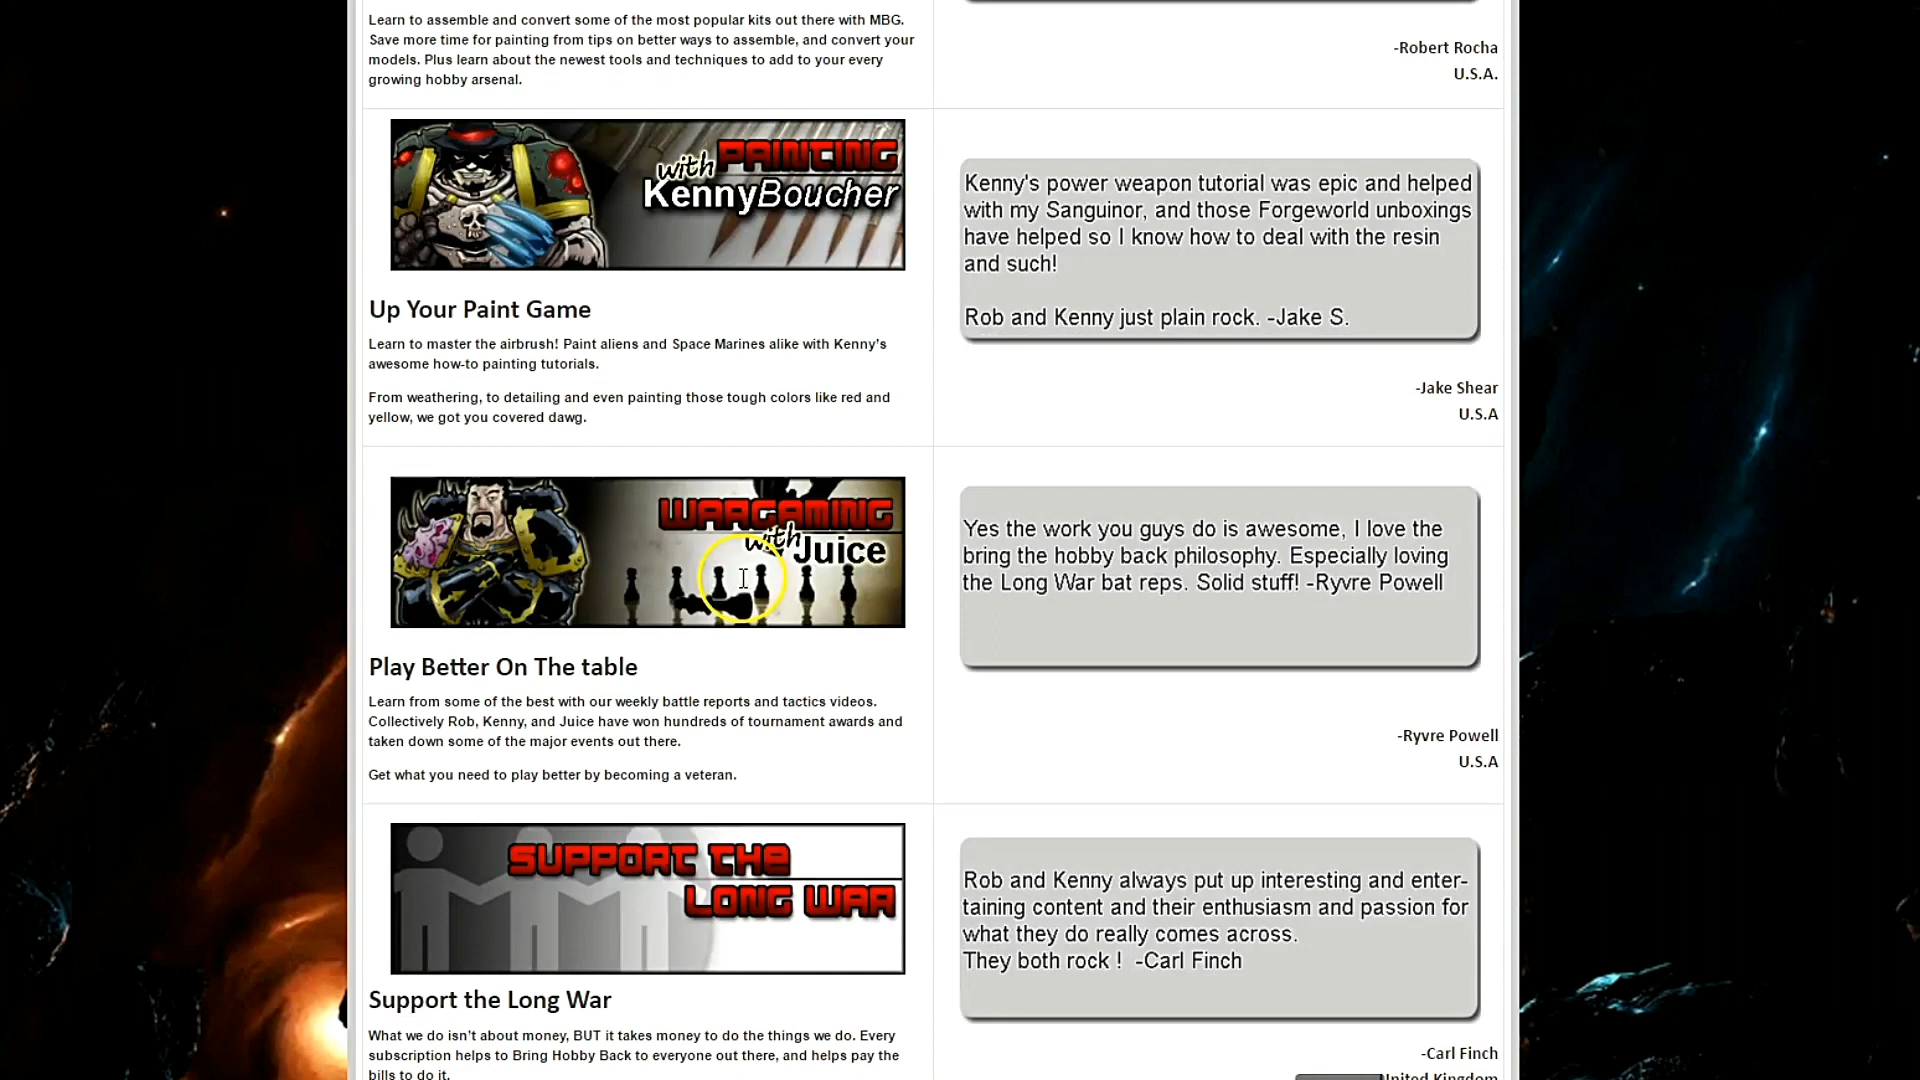 Learn to assemble and convert some of the most popular kits out there with MBG.
Save more time for painting from tips on better ways to assemble, and convert your
models. Plus learn about the newest tools and techniques to add to your every
growing hobby arsenal.
-Robert Rocha
U.S.A.
with PAINTING
KennyBoucher
Up Your Paint Game
Learn to master the airbrush! Paint aliens and Space Marines alike with Kenny's
awesome how-to painting tutorials.
From weathering, to detailing and even painting those tough colors like red and
yellow, we got you covered dawg.
Kenny's power weapon tutorial was epic and helped
with my Sanguinor, and those Forgeworld unboxings
have helped so I know how to deal with the resin
and such!
Rob and Kenny just plain rock. -Jake S.
-Jake Shear
U.S.A
WARGAMING
with Juice
Play Better On The table
Learn from some of the best with our weekly battle reports and tactics videos.
Collectively Rob, Kenny, and Juice have won hundreds of tournament awards and
taken down some of the major events out there.
Get what you need to play better by becoming a veteran.
Yes the work you guys do is awesome, I love the
bring the hobby back philosophy. Especially loving
the Long War bat reps. Solid stuff! -Ryvre Powell
-Ryvre Powell
U.S.A
SUPPORT THE
LONG WAR
Support the Long War
What we do isn't about money, BUT it takes money to do the things we do. Every
subscription helps to Bring Hobby Back to everyone out there, and helps pay the
bills to do it.
Rob and Kenny always put up interesting and enter-
taining content and their enthusiasm and passion for
what they do really comes across.
They both rock ! -Carl Finch
-Carl Finch
United Kingdom